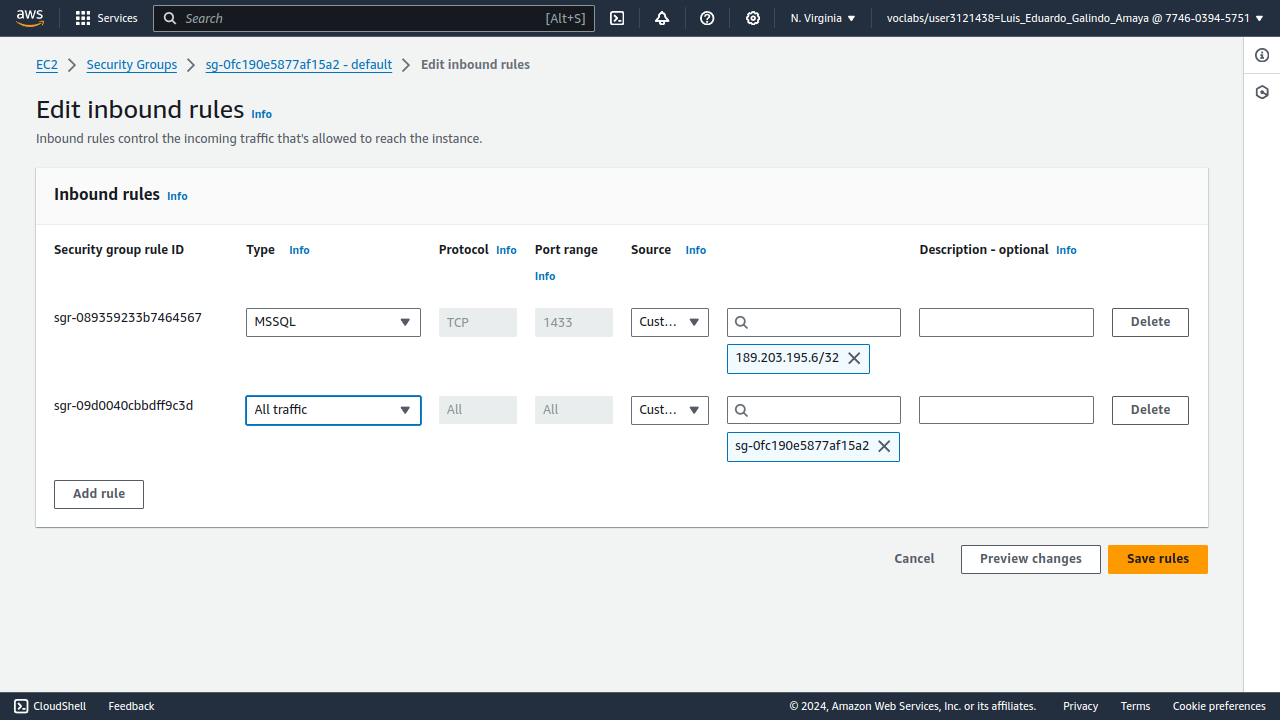 aws Services Search [Alt+S] N. Virginia voclabs/user3121438=Luis_Eduardo_Galindo_Amaya @ 7746-0394-5751
EC2 Security Groups sg-0fc190e5877af15a2 - default Edit inbound rules
Edit inbound rules Info
Inbound rules control the incoming traffic that's allowed to reach the instance.
Inbound rules Info
Security group rule ID Type Info Protocol Info Port range Source Info Description - optional Info
Info
sgr-089359233b7464567 MSSQL TCP 1433 Cust... Delete
189.203.195.6/32
sgr-09d0040cbbdff9c3d All traffic All All Cust... Delete
sg-0fc190e5877af15a2
Add rule
Cancel Preview changes Save rules
CloudShell Feedback © 2024, Amazon Web Services, Inc. or its affiliates. Privacy Terms Cookie preferences